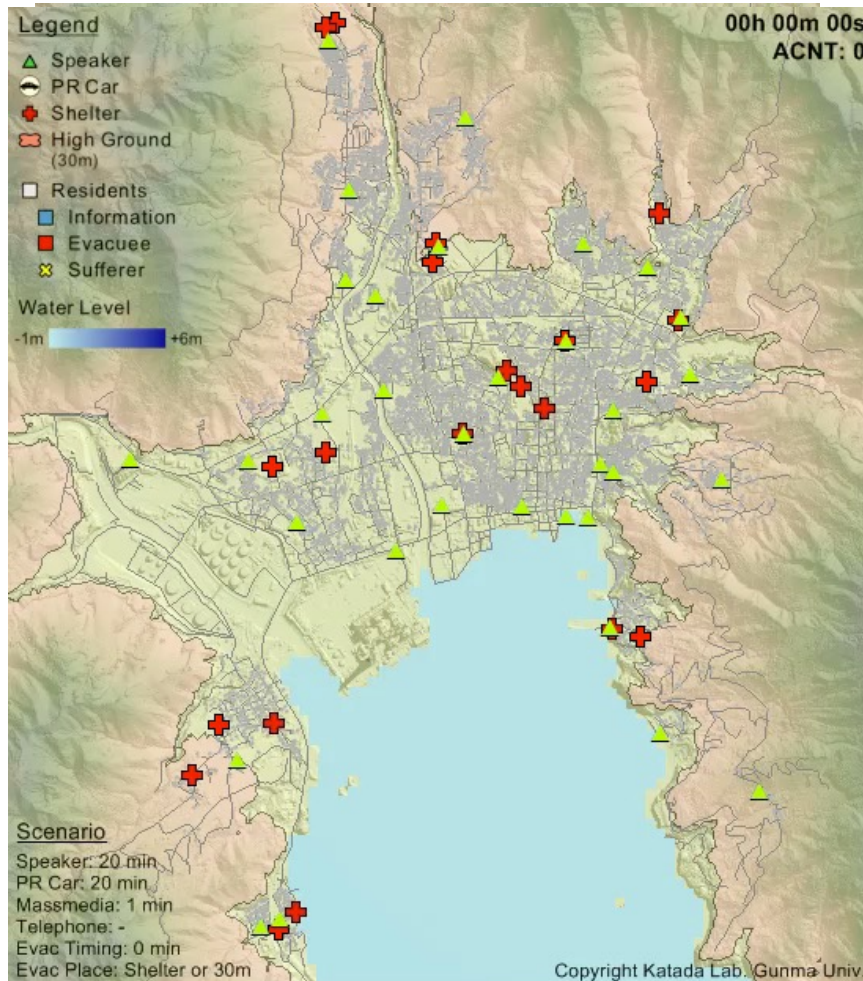 Legend
00h 00m 00s
ACNT: 0
Speaker
PR Car
Shelter
High Ground
(30m)
Residents
Information
Evacuee
Sufferer
Water Level
-1m +6m
Scenario
Speaker: 20 min
PR Car: 20 min
Massmedia: 1 min
Telephone: -
Evac Timing: 0 min
Evac Place: Shelter or 30m
Copyright Katada Lab. Gunma Univ